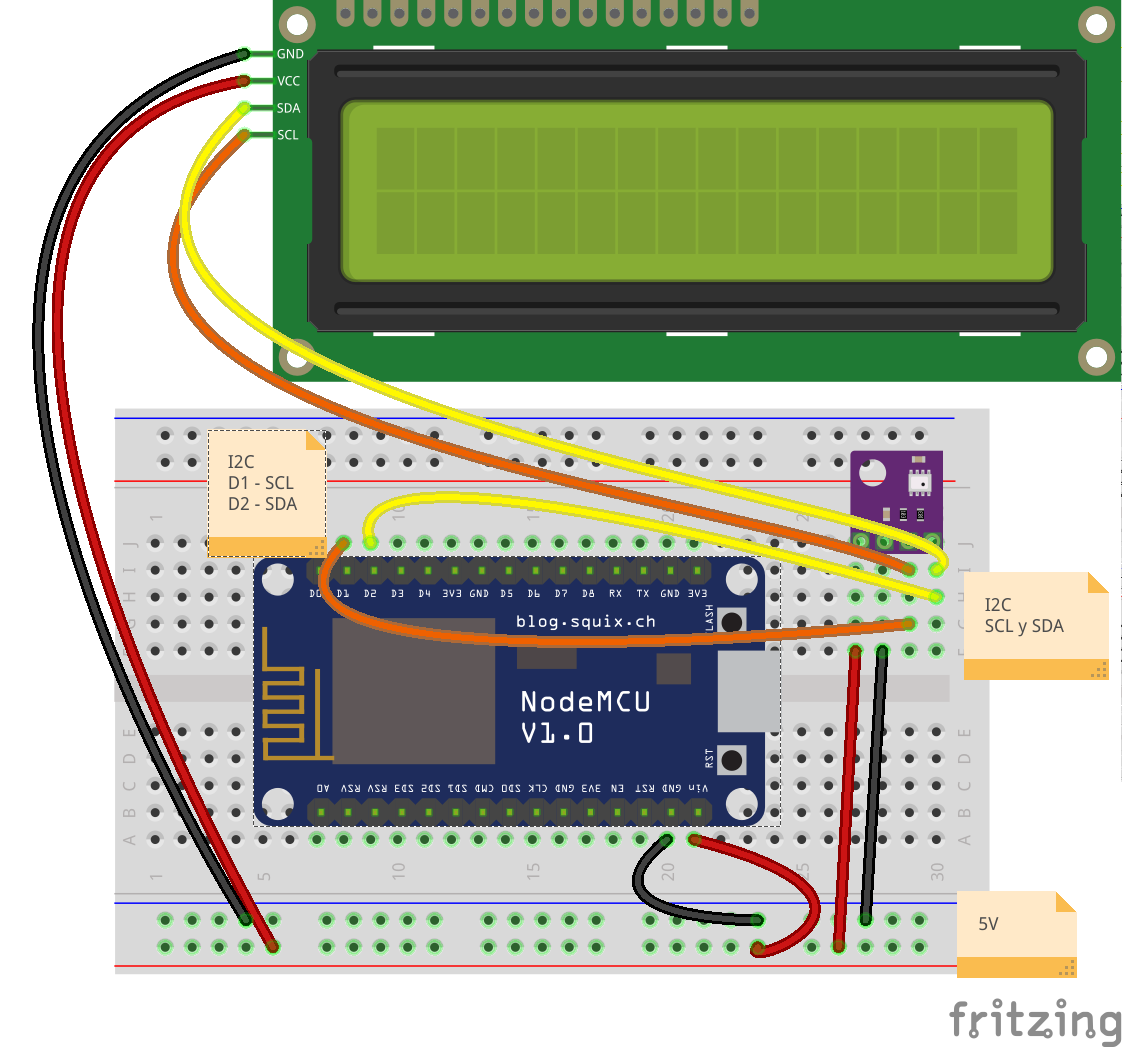 GND
VCC
SDA
SCL
I2C
D1 - SCL
D2 - SDA
1
10
15
J
J
I
I
H
G
D0 D1 D2 D3 D4 3V3 GND D5 D6 D7 D8 RX TX GND 3V3
blog.squix.ch
I2C
SCL y SDA
NodeMCU
V1.0
RST
E
E
D
D
C
C
B
B
A
A
A0 RSV RSV SD3 SD2 SD1 CMD SD0 CLK GND 3V3 EN RST GND Vin
1
5
10
15
20
25
30
5V
fritzing